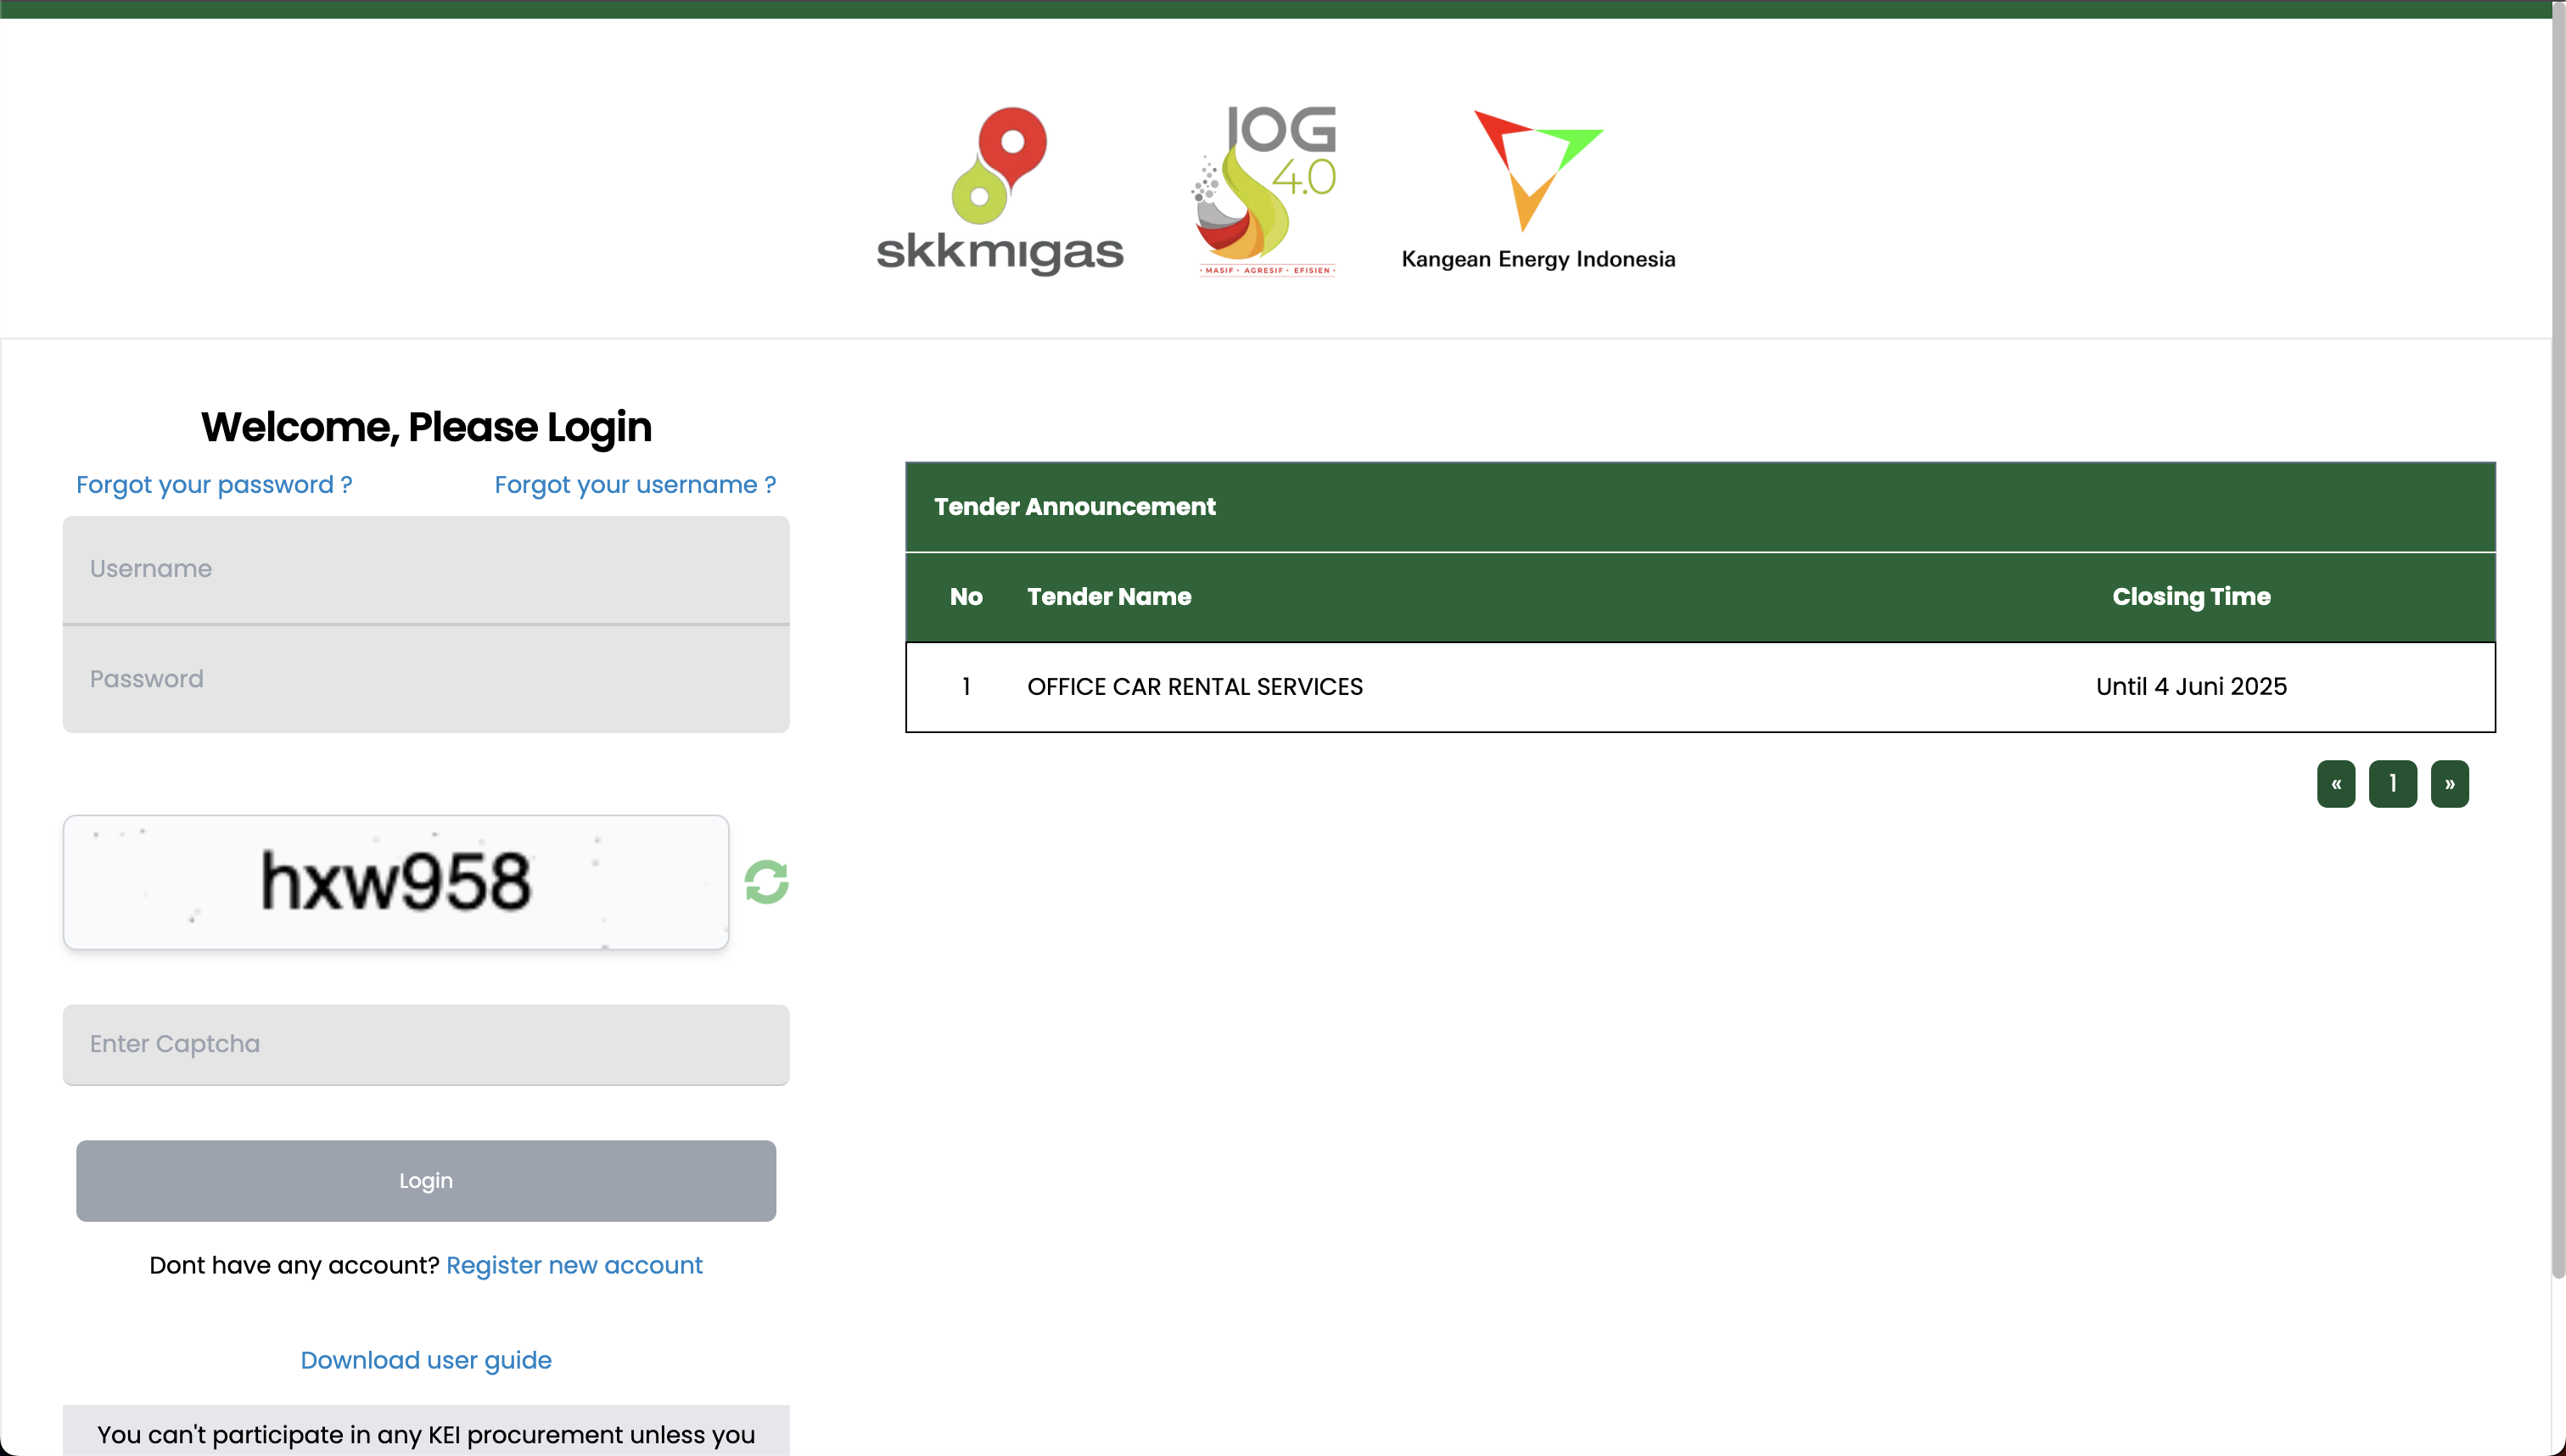 skkmigas
IOG
4.0
• MASIF • AGRESIF • EFISIEN •
Kangean Energy Indonesia
Welcome, Please Login
Forgot your password ? Forgot your username ?
Username
Password
hxw958
Enter Captcha
Login
Dont have any account? Register new account
Download user guide
You can't participate in any KEI procurement unless you
Tender Announcement
No Tender Name Closing Time
1 OFFICE CAR RENTAL SERVICES Until 4 Juni 2025
« 1 »